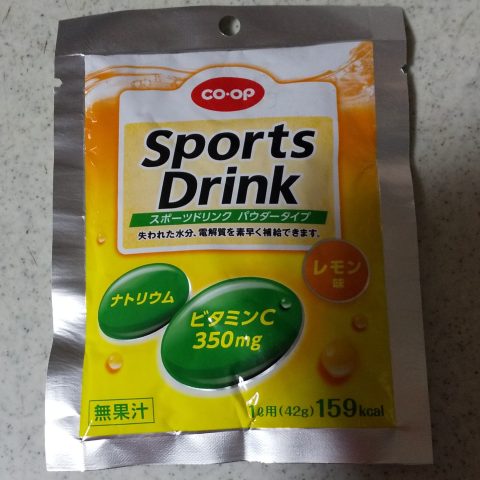 CO·OP
Sports
Drink
スポーツドリンク パウダータイプ
失われた水分、電解質を素早く補給できます。
レモン
味
ナトリウム
ビタミンC
350mg
無果汁
1ℓ用(42g)159kcal